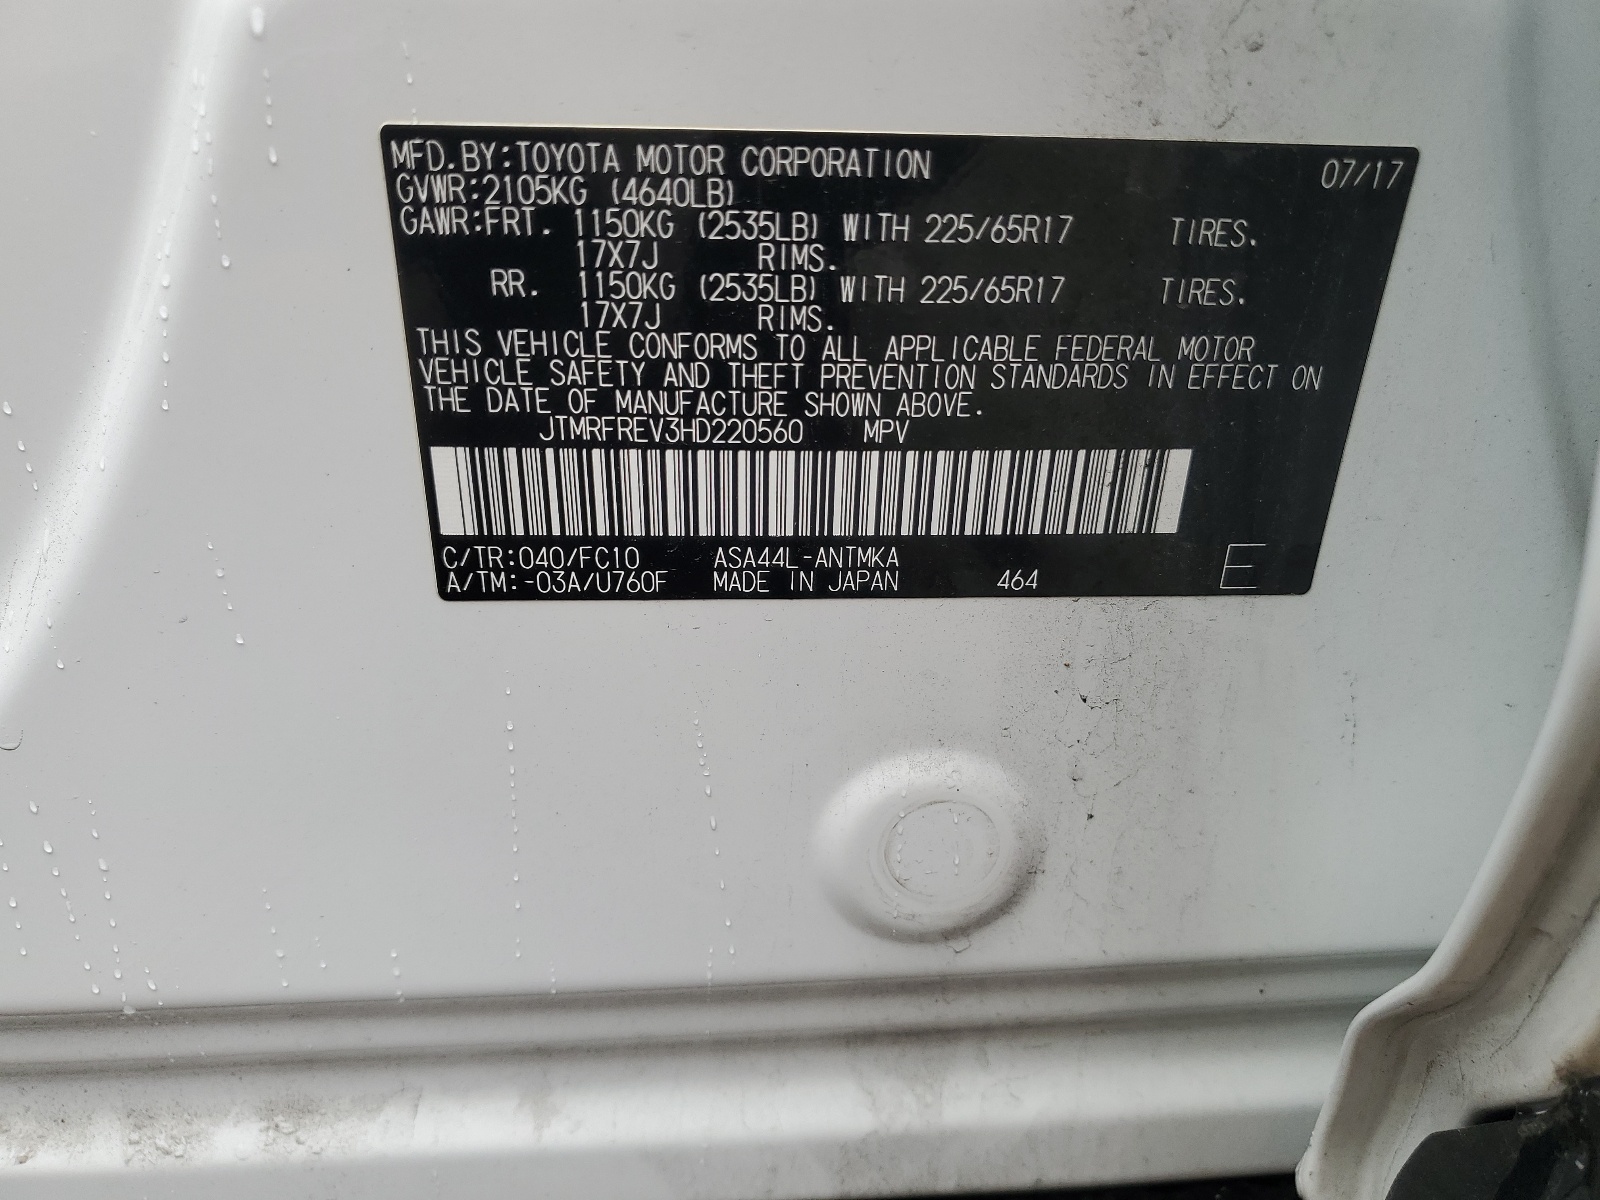 MFD. BY: TOYOTA MOTOR CORPORATION 07/17
GVWR: 2105KG (4640LB)
GAWR: FRT. 1150KG (2535LB) WITH 225/65R17 TIRES.
17X7J RIMS.
RR. 1150KG (2535LB) WITH 225/65R17 TIRES.
17X7J RIMS.
THIS VEHICLE CONFORMS TO ALL APPLICABLE FEDERAL MOTOR
VEHICLE SAFETY AND THEFT PREVENTION STANDARDS IN EFFECT ON
THE DATE OF MANUFACTURE SHOWN ABOVE.
JTMRFREV3HD220560 MPV
C/TR: 040/FC10 ASA44L-ANTMKA
A/TM: -03A/U760F MADE IN JAPAN 464 E